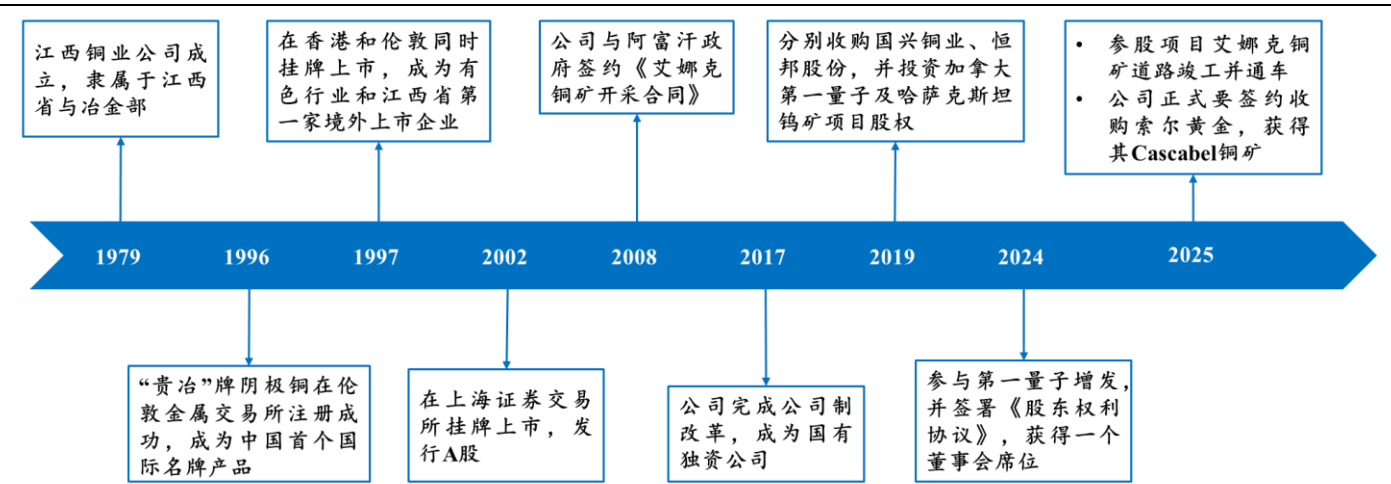 江西铜业公司成
立，隶属于江西
省与冶金部
在香港和伦敦同时
挂牌上市，成为有
色行业和江西省第
一家境外上市企业
公司与阿富汗政
府签约《艾娜克
铜矿开采合同》
分别收购国兴铜业、恒
邦股份，并投资加拿大
第一量子及哈萨克斯坦
钨矿项目股权
• 参股项目艾娜克铜
矿道路竣工并通车
• 公司正式要签约收
购索尔黄金，获得
其Cascabel铜矿
1979 1996 1997 2002 2008 2017 2019 2024 2025
“贵冶”牌阴极铜在伦
敦金属交易所注册成
功，成为中国首个国
际名牌产品
在上海证券交易
所挂牌上市，发
行A股
公司完成公司制
改革，成为国有
独资公司
参与第一量子增发，
并签署《股东权利
协议》，获得一个
董事会席位